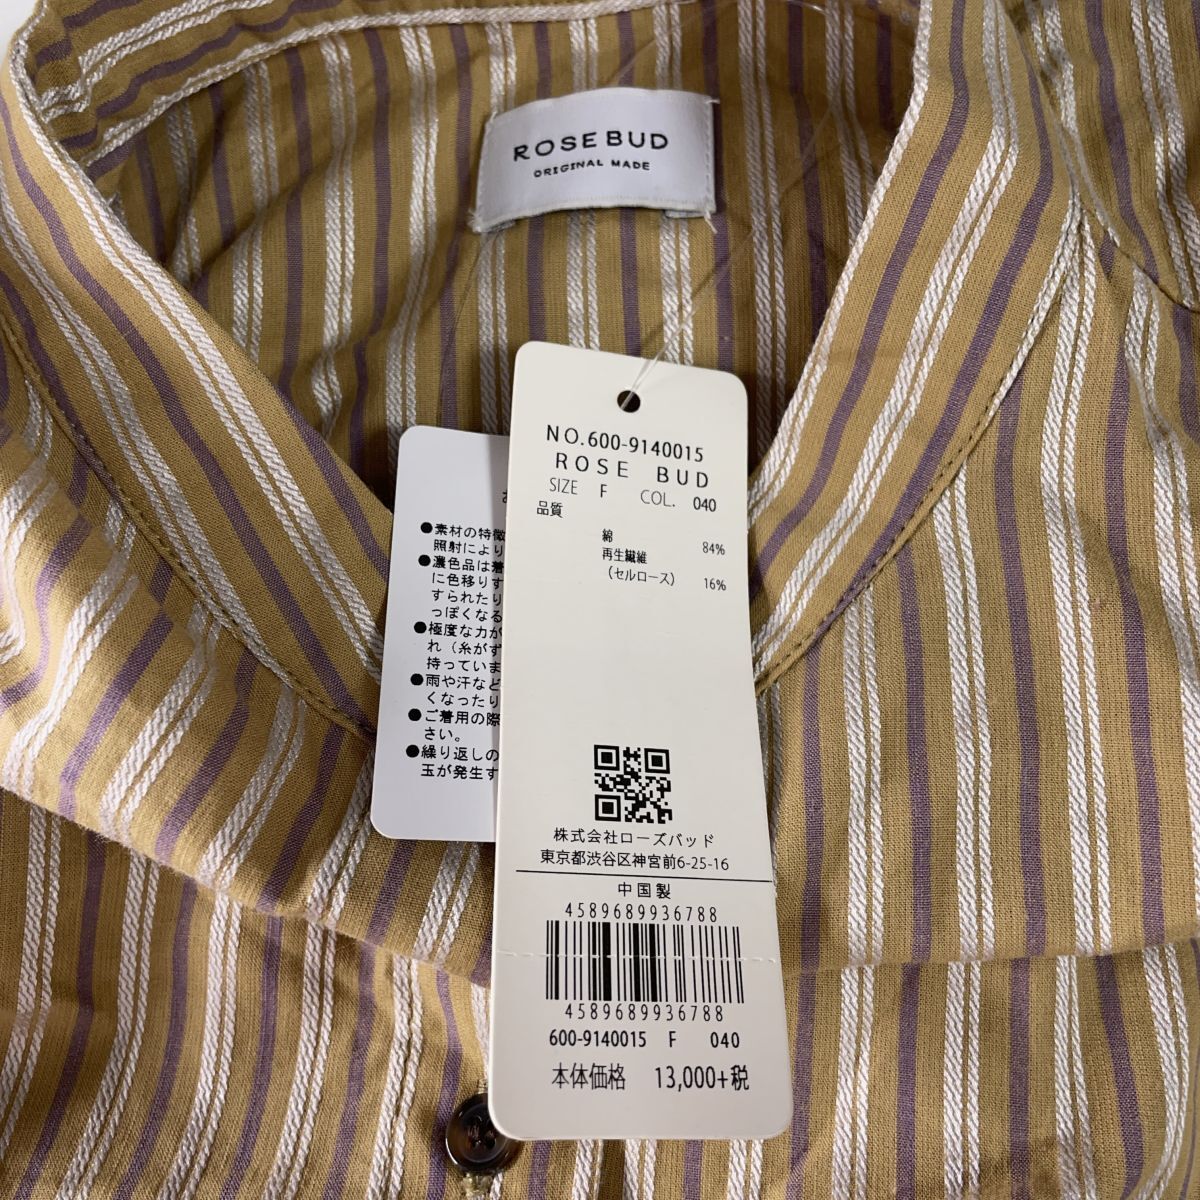 ROSEBUD
ORIGINAL MADE
NO.600-9140015
ROSE BUD
SIZE F COL. 040
品質
綿 84%
再生繊維
(セルロース) 16%
株式会社ローズバッド
東京都渋谷区神宮前6-25-16
中国製
4589689936788
4589689936788
600-9140015 F 040
本体価格 13,000+税
●素材の特徴
照射により
●濃色品は着
に色移りす
すられたり
っぽくなる
●極度な力が
れ（糸がず
持っていま
●雨や汗など
くなったり
●ご着用の際
さい。
●繰り返しの
玉が発生す